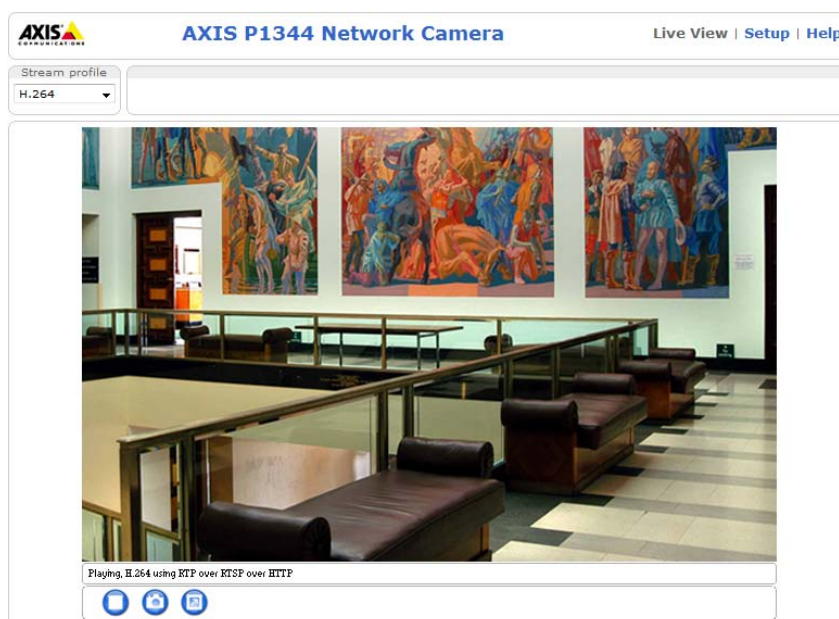 AXIS
COMMUNICATIONS
AXIS P1344 Network Camera
Live View | Setup | Help
Stream profile
H.264
Playing, H.264 using RTP over RTSP over HTTP